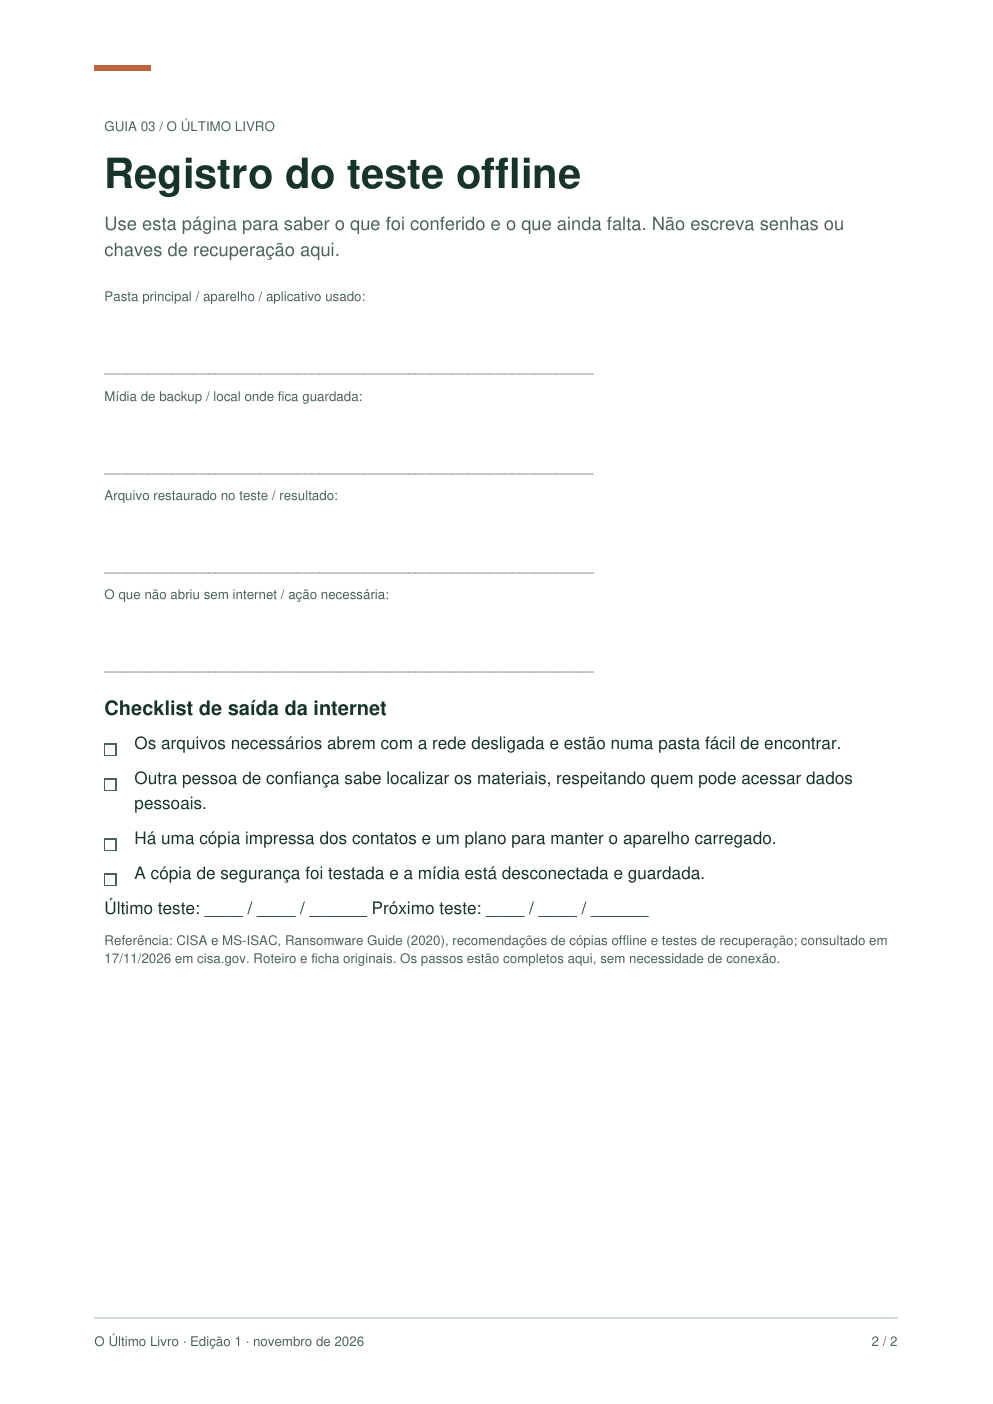 GUIA 03 / O ÚLTIMO LIVRO
Registro do teste offline
Use esta página para saber o que foi conferido e o que ainda falta. Não escreva senhas ou
chaves de recuperação aqui.
Pasta principal / aparelho / aplicativo usado:
Mídia de backup / local onde fica guardada:
Arquivo restaurado no teste / resultado:
O que não abriu sem internet / ação necessária:
Checklist de saída da internet
☐ Os arquivos necessários abrem com a rede desligada e estão numa pasta fácil de encontrar.
☐ Outra pessoa de confiança sabe localizar os materiais, respeitando quem pode acessar dados
pessoais.
☐ Há uma cópia impressa dos contatos e um plano para manter o aparelho carregado.
☐ A cópia de segurança foi testada e a mídia está desconectada e guardada.
Último teste: ____ / ____ / ______ Próximo teste: ____ / ____ / ______
Referência: CISA e MS-ISAC, Ransomware Guide (2020), recomendações de cópias offline e testes de recuperação; consultado em
17/11/2026 em cisa.gov. Roteiro e ficha originais. Os passos estão completos aqui, sem necessidade de conexão.
O Último Livro · Edição 1 · novembro de 2026
2 / 2